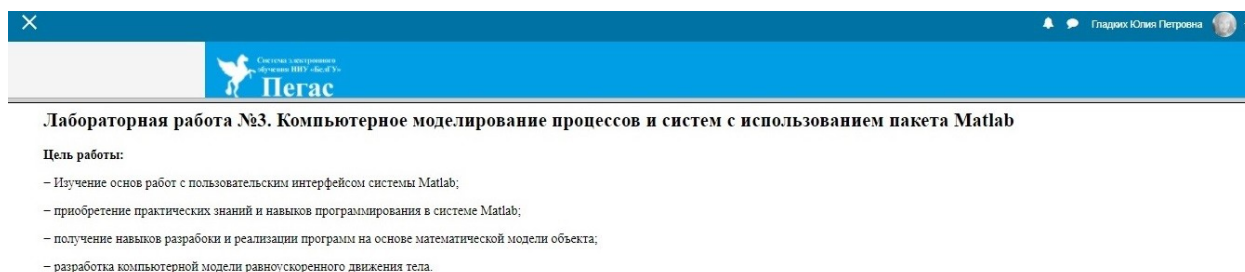 Гладких Юлия Петровна
Система электронного
обучения НИУ «БелГУ»
Пегас
Лабораторная работа №3. Компьютерное моделирование процессов и систем с использованием пакета Matlab
Цель работы:
– Изучение основ работ с пользовательским интерфейсом системы Matlab;
– приобретение практических знаний и навыков программирования в системе Matlab;
– получение навыков разрабоки и реализации программ на основе математической модели объекта;
– разработка компьютерной модели равноускоренного движения тела.